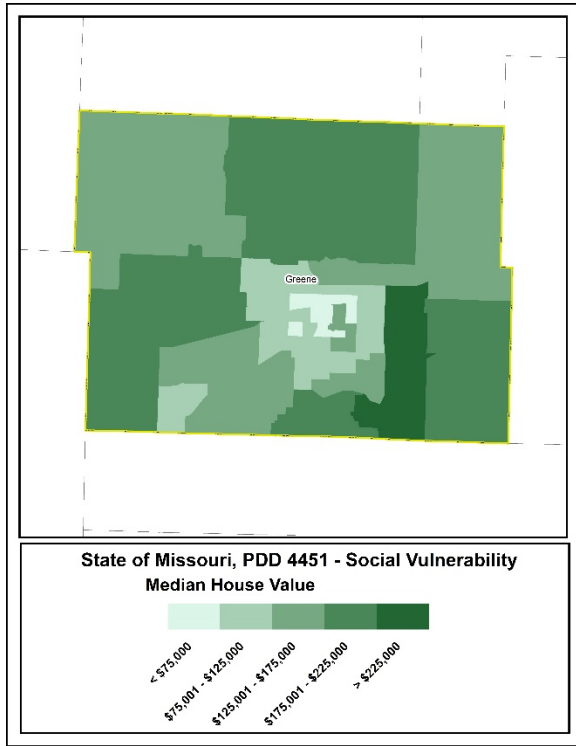 Greene
State of Missouri, PDD 4451 - Social Vulnerability
Median House Value
< $75,000
$75,001 - $125,000
$125,001 - $175,000
$175,001 - $225,000
> $225,000